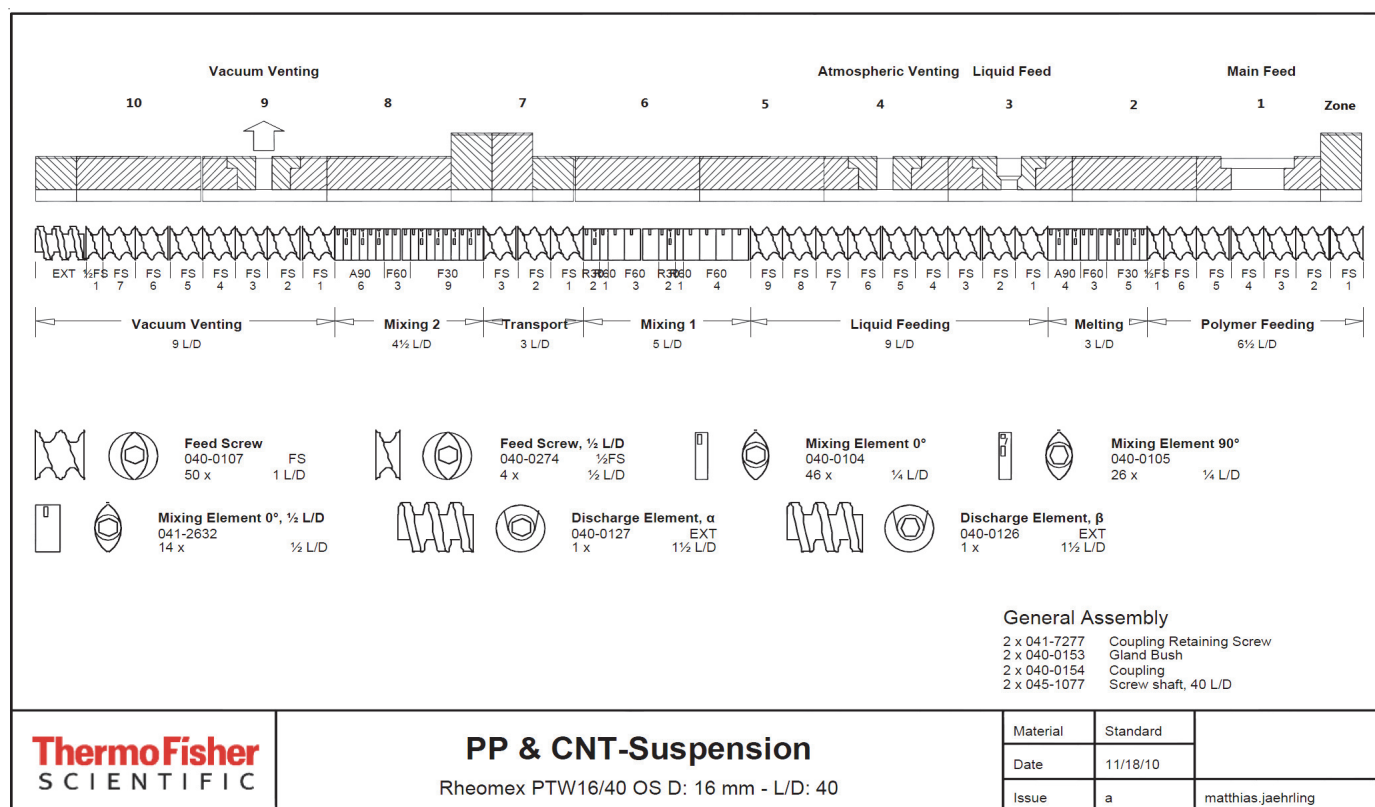 Vacuum Venting Atmospheric Venting Liquid Feed Main Feed
10 9 8 7 6 5 4 3 2 1 Zone
EXT ½FS FS FS FS FS FS FS FS A90 F60 F30 FS FS FS R30 R60 F60 R30 R60 F60 FS FS FS FS FS FS FS FS FS A90 F60 F30 ½FS FS FS FS FS FS FS
1 7 6 5 4 3 2 1 6 3 9 3 2 1 2 1 3 2 1 4 9 8 7 6 5 4 3 2 1 4 3 5 1 6 5 4 3 2 1
Vacuum Venting Mixing 2 Transport Mixing 1 Liquid Feeding Melting Polymer Feeding
9 L/D 4½ L/D 3 L/D 5 L/D 9 L/D 3 L/D 6½ L/D
Feed Screw
040-0107 FS
50 x 1 L/D
Feed Screw, ½ L/D
040-0274 ½FS
4 x ½ L/D
Mixing Element 0°
040-0104
46 x ¼ L/D
Mixing Element 90°
040-0105
26 x ¼ L/D
Mixing Element 0°, ½ L/D
041-2632
14 x ½ L/D
Discharge Element, α
040-0127 EXT
1 x 1½ L/D
Discharge Element, β
040-0126 EXT
1 x 1½ L/D
General Assembly
2 x 041-7277 Coupling Retaining Screw
2 x 040-0153 Gland Bush
2 x 040-0154 Coupling
2 x 045-1077 Screw shaft, 40 L/D
ThermoFisher
SCIENTIFIC
PP & CNT-Suspension
Rheomex PTW16/40 OS D: 16 mm - L/D: 40
Material Standard
Date 11/18/10
Issue a matthias.jaehrling